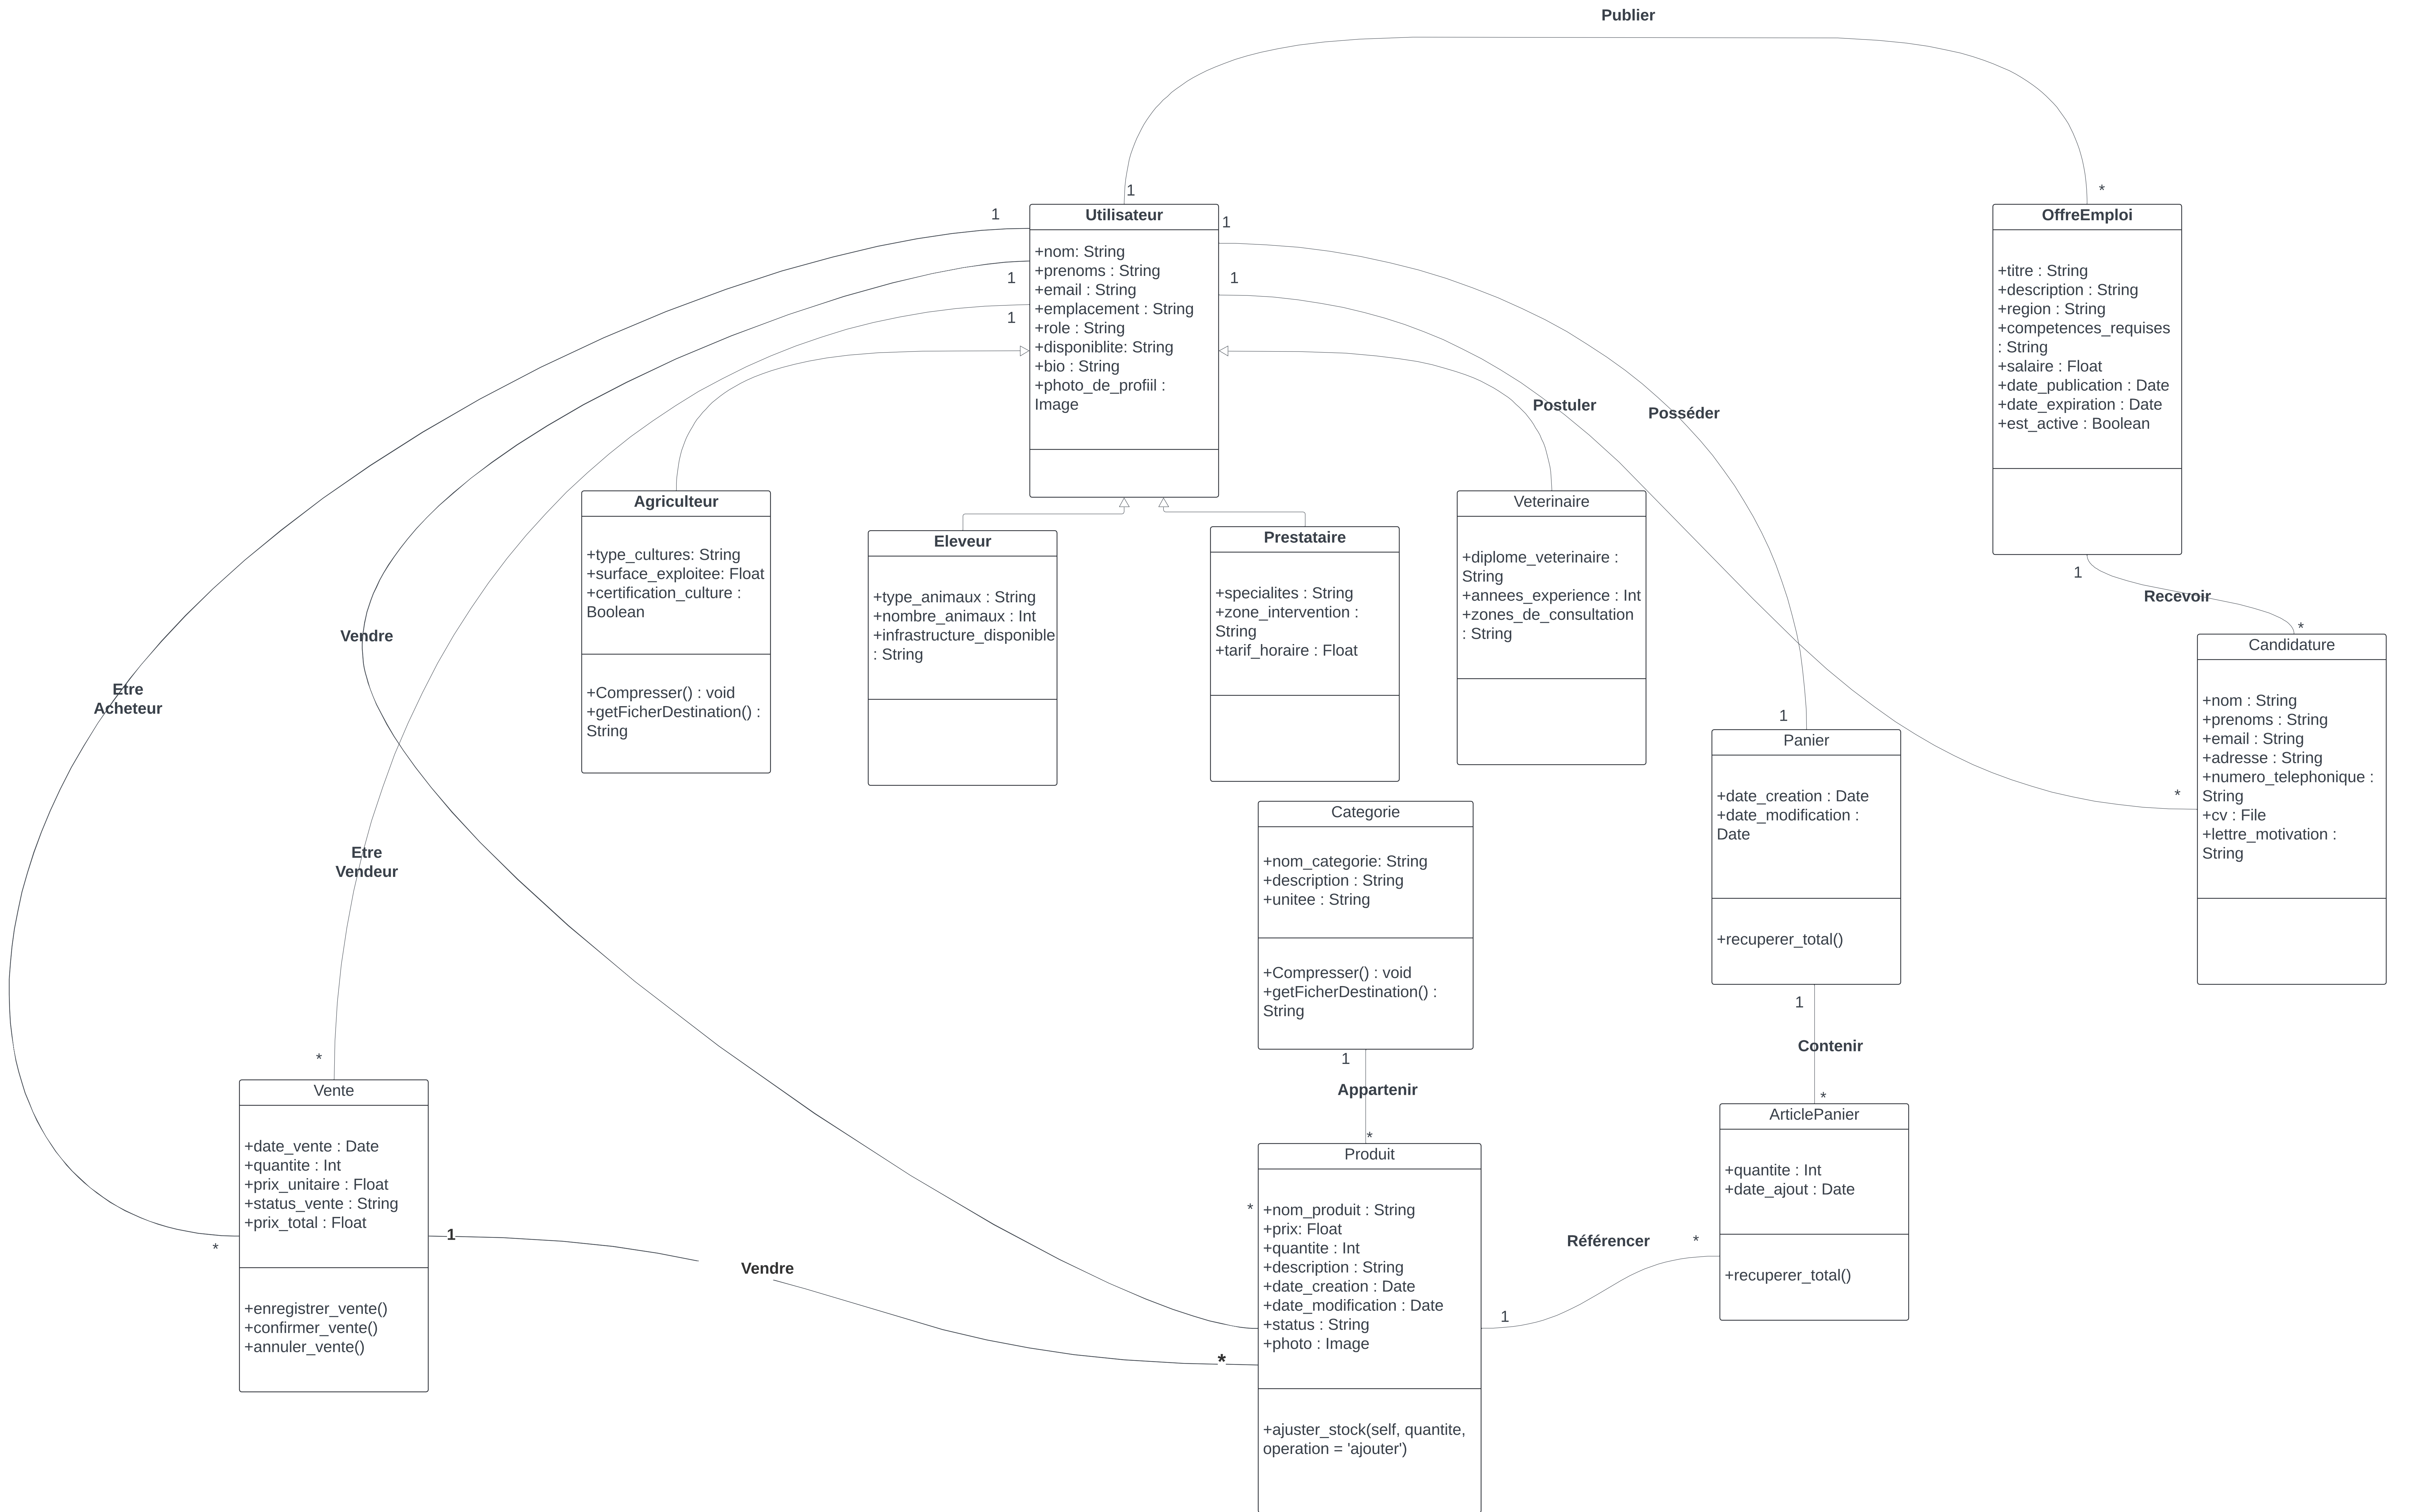 Publier
1
*
Utilisateur
+nom: String
+prenoms : String
+email : String
+emplacement : String
+role : String
+disponiblite: String
+bio : String
+photo_de_profiil :
Image
1
1
1
1
1
OffreEmploi
+titre : String
+description : String
+region : String
+competences_requises
: String
+salaire : Float
+date_publication : Date
+date_expiration : Date
+est_active : Boolean
Postuler
Posséder
Agriculteur
+type_cultures: String
+surface_exploitee: Float
+certification_culture :
Boolean
+Compresser() : void
+getFicherDestination() :
String
Eleveur
+type_animaux : String
+nombre_animaux : Int
+infrastructure_disponible
: String
Prestataire
+specialites : String
+zone_intervention :
String
+tarif_horaire : Float
Veterinaire
+diplome_veterinaire :
String
+annees_experience : Int
+zones_de_consultation
: String
1
Recevoir
*
Candidature
+nom : String
+prenoms : String
+email : String
+adresse : String
+numero_telephonique :
String
+cv : File
+lettre_motivation :
String
*
Vendre
Etre
Acheteur
Etre
Vendeur
1
Panier
+date_creation : Date
+date_modification :
Date
+recuperer_total()
Categorie
+nom_categorie: String
+description : String
+unitee : String
+Compresser() : void
+getFicherDestination() :
String
1
Appartenir
*
1
Contenir
*
*
Vente
+date_vente : Date
+quantite : Int
+prix_unitaire : Float
+status_vente : String
+prix_total : Float
+enregistrer_vente()
+confirmer_vente()
+annuler_vente()
*
1
Vendre
*
*
Produit
+nom_produit : String
+prix: Float
+quantite : Int
+description : String
+date_creation : Date
+date_modification : Date
+status : String
+photo : Image
+ajuster_stock(self, quantite,
operation = 'ajouter')
1
Référencer
*
ArticlePanier
+quantite : Int
+date_ajout : Date
+recuperer_total()